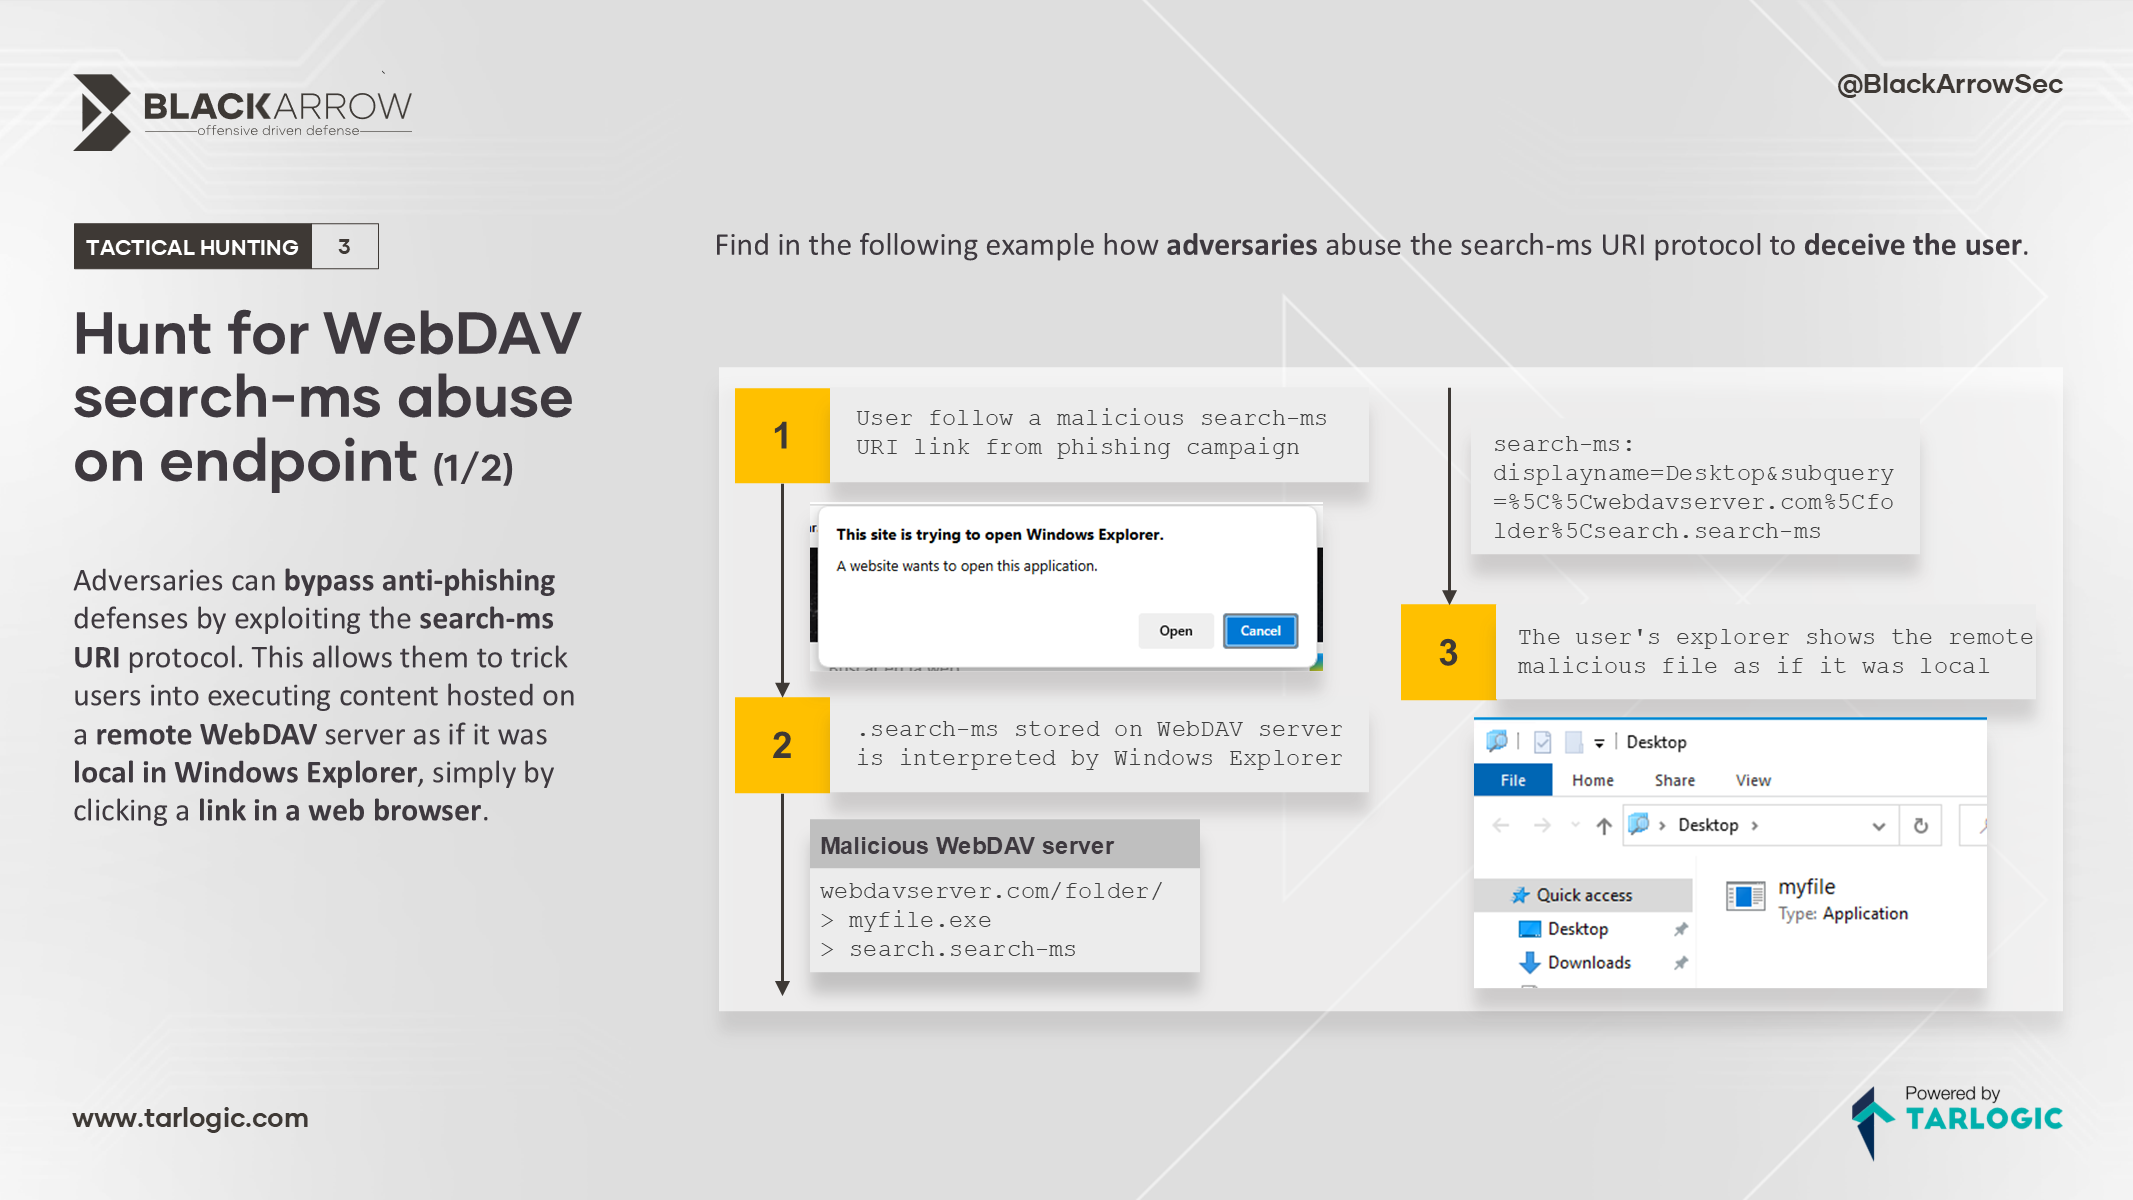 BLACKARROW
offensive driven defense
@BlackArrowSec
TACTICAL HUNTING 3
Hunt for WebDAV
search-ms abuse
on endpoint (1/2)
Adversaries can bypass anti-phishing
defenses by exploiting the search-ms
URI protocol. This allows them to trick
users into executing content hosted on
a remote WebDAV server as if it was
local in Windows Explorer, simply by
clicking a link in a web browser.
www.tarlogic.com
Find in the following example how adversaries abuse the search-ms URI protocol to deceive the user.
1
User follow a malicious search-ms
URI link from phishing campaign
This site is trying to open Windows Explorer.
A website wants to open this application.
Open Cancel
2
.search-ms stored on WebDAV server
is interpreted by Windows Explorer
Malicious WebDAV server
webdavserver.com/folder/
> myfile.exe
> search.search-ms
search-ms:
displayname=Desktop&subquery
=%5C%5Cwebdavserver.com%5Cfo
lder%5Csearch.search-ms
3
The user's explorer shows the remote
malicious file as if it was local
Desktop
File Home Share View
Desktop
Quick access
Desktop
Downloads
myfile
Type: Application
Powered by
TARLOGIC